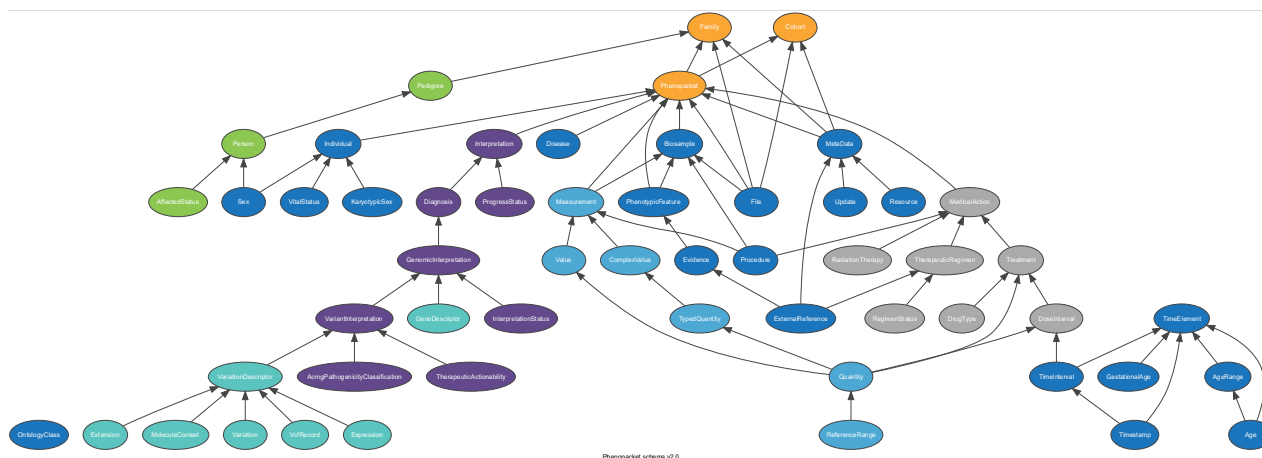 Family
Cohort
Pedigree
Phenopacket
Person
Individual
Interpretation
Disease
Biosample
MetaData
AffectedStatus
Sex
VitalStatus
KaryotypicSex
Diagnosis
ProgressStatus
Measurement
PhenotypicFeature
File
Update
Resource
MedicalAction
GenomicInterpretation
Value
ComplexValue
Evidence
Procedure
RadiationTherapy
TherapeuticRegimen
Treatment
VariantInterpretation
GeneDescriptor
InterpretationStatus
TypedQuantity
ExternalReference
RegimenStatus
DrugType
DoseInterval
TimeElement
VariationDescriptor
AcmgPathogenicityClassification
TherapeuticActionability
Quantity
TimeInterval
GestationalAge
AgeRange
OntologyClass
Extension
MoleculeContext
Variation
VcfRecord
Expression
ReferenceRange
Timestamp
Age
Phenopacket schema v2.0